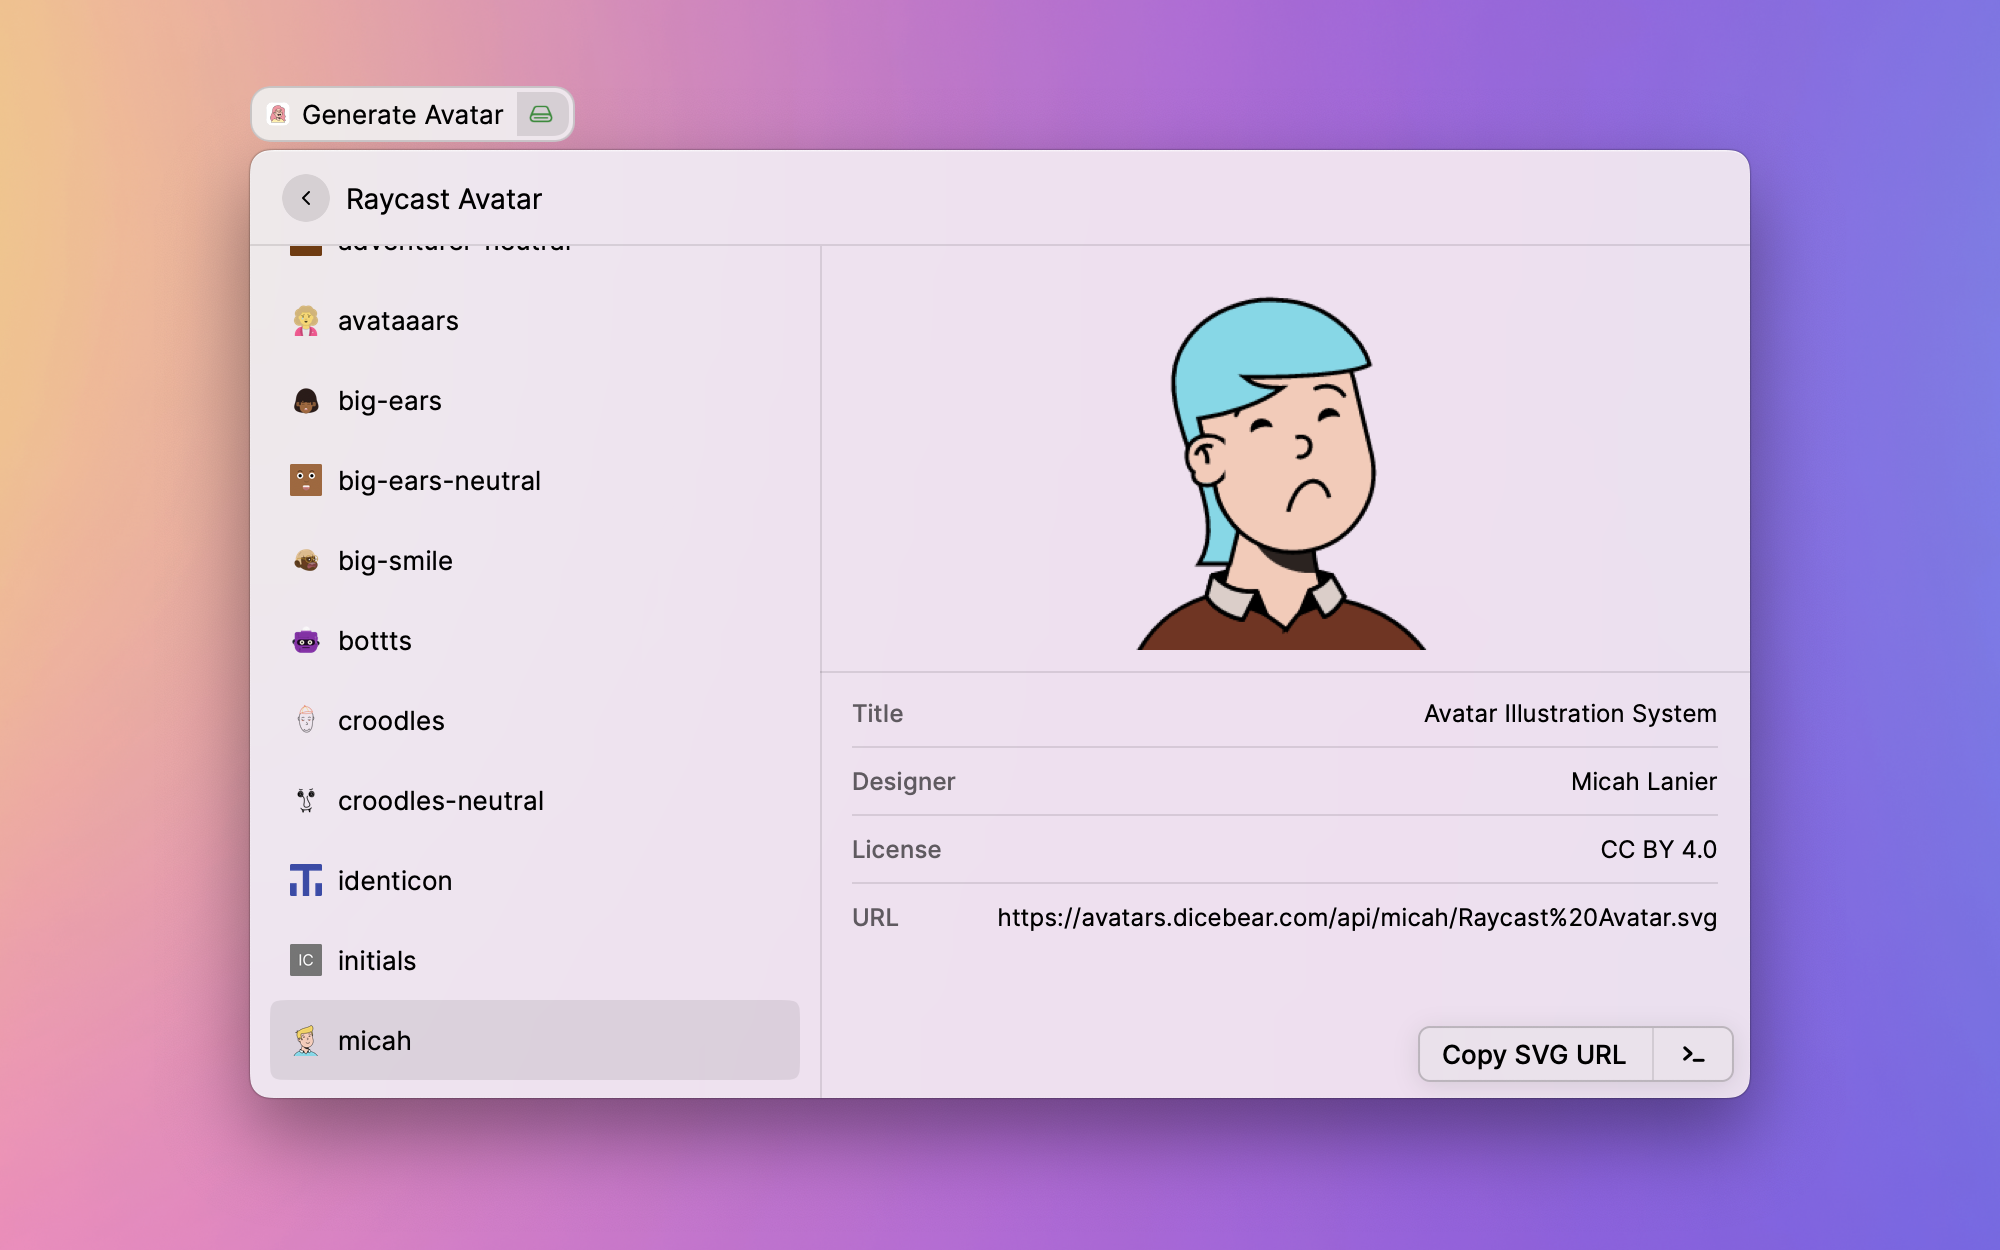 Generate Avatar
Raycast Avatar
adventurer-neutral
avataaars
big-ears
big-ears-neutral
big-smile
bottts
croodles
croodles-neutral
identicon
IC
initials
micah
Title
Avatar Illustration System
Designer
Micah Lanier
License
CC BY 4.0
URL
https://avatars.dicebear.com/api/micah/Raycast%20Avatar.svg
Copy SVG URL
>_